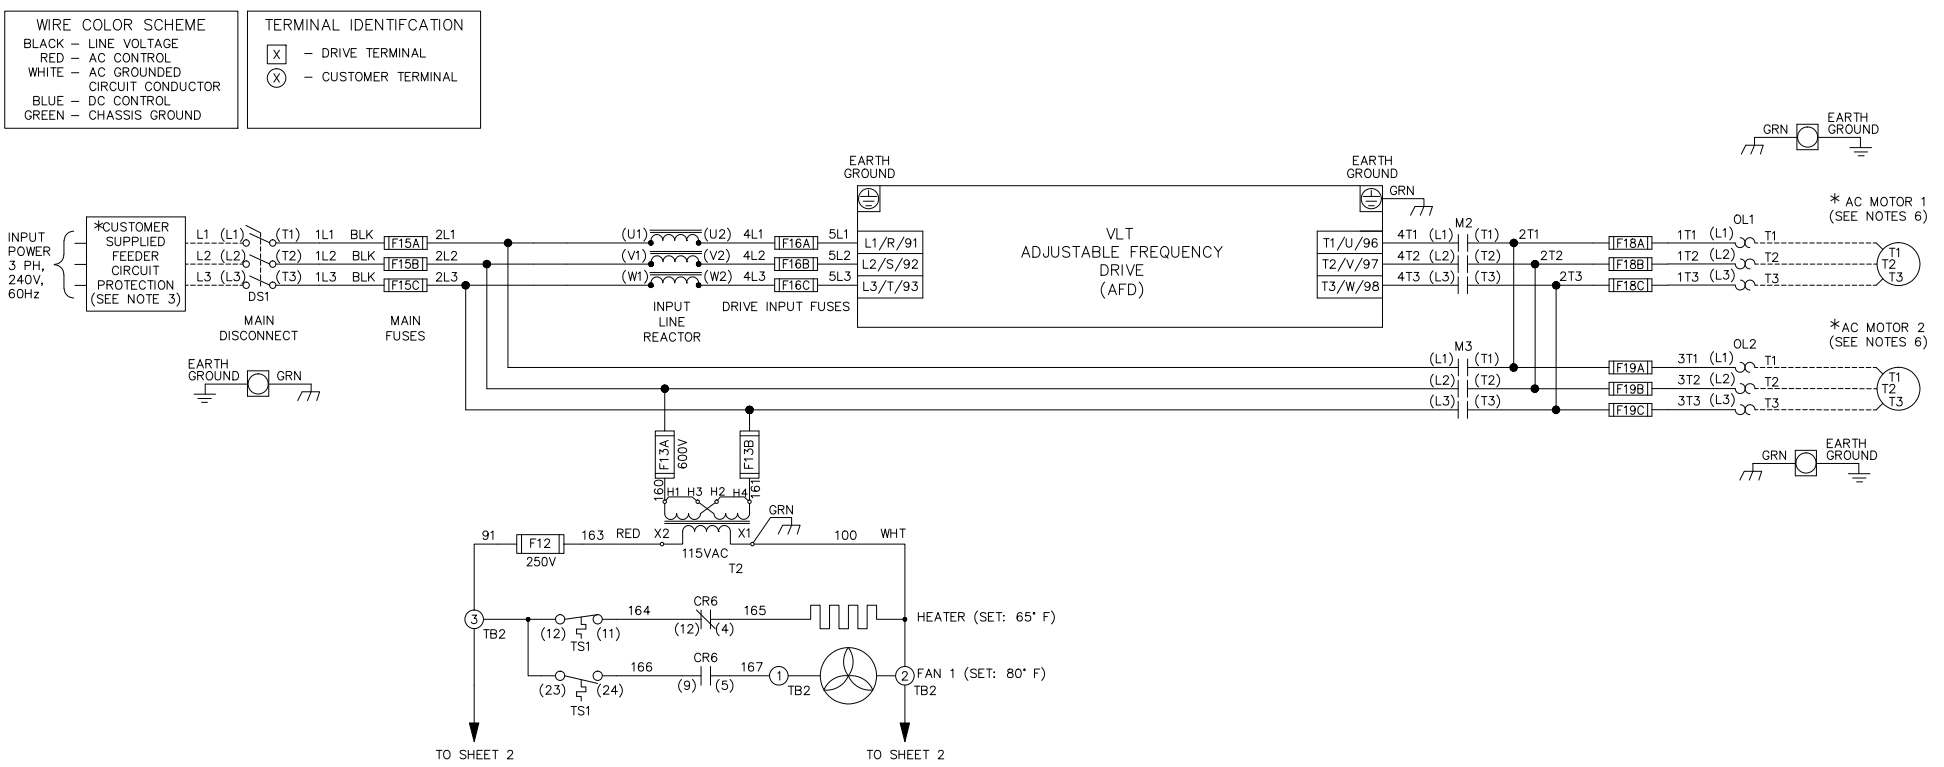 WIRE COLOR SCHEME
BLACK – LINE VOLTAGE
RED – AC CONTROL
WHITE – AC GROUNDED
CIRCUIT CONDUCTOR
BLUE – DC CONTROL
GREEN – CHASSIS GROUND
TERMINAL IDENTIFCATION
X – DRIVE TERMINAL
X – CUSTOMER TERMINAL
GRN
EARTH
GROUND
EARTH
GROUND
EARTH
GROUND
GRN
INPUT
POWER
3 PH,
240V,
60Hz
*CUSTOMER
SUPPLIED
FEEDER
CIRCUIT
PROTECTION
(SEE NOTE 3)
L1 (L1) (T1) 1L1 BLK F15A 2L1
L2 (L2) (T2) 1L2 BLK F15B 2L2
L3 (L3) (T3) 1L3 BLK F15C 2L3
DS1
MAIN
DISCONNECT
MAIN
FUSES
(U1) (U2) 4L1 F16A 5L1 L1/R/91
(V1) (V2) 4L2 F16B 5L2 L2/S/92
(W1) (W2) 4L3 F16C 5L3 L3/T/93
INPUT
LINE
REACTOR
DRIVE INPUT FUSES
VLT
ADJUSTABLE FREQUENCY
DRIVE
(AFD)
M2
T1/U/96 4T1 (L1) (T1) 2T1 F18A 1T1 (L1) T1
T2/V/97 4T2 (L2) (T2) 2T2 F18B 1T2 (L2) T2
T3/W/98 4T3 (L3) (T3) 2T3 F18C 1T3 (L3) T3
OL1
* AC MOTOR 1
(SEE NOTES 6)
T1
T2
T3
EARTH
GROUND
GRN
M3
(L1) (T1) F19A 3T1 (L1) T1
(L2) (T2) F19B 3T2 (L2) T2
(L3) (T3) F19C 3T3 (L3) T3
OL2
*AC MOTOR 2
(SEE NOTES 6)
T1
T2
T3
GRN
EARTH
GROUND
F13A
600V
F13B
160
H1 H3 H2 H4
161
GRN
91 F12 163 RED X2 X1 100 WHT
250V
115VAC
T2
3
TB2
164 CR6 165
(12) (11) (12) (4)
TS1
HEATER (SET: 65° F)
166 CR6 167 1 2
(23) (24) (9) (5) TB2 TB2
TS1
FAN 1 (SET: 80° F)
TO SHEET 2
TO SHEET 2